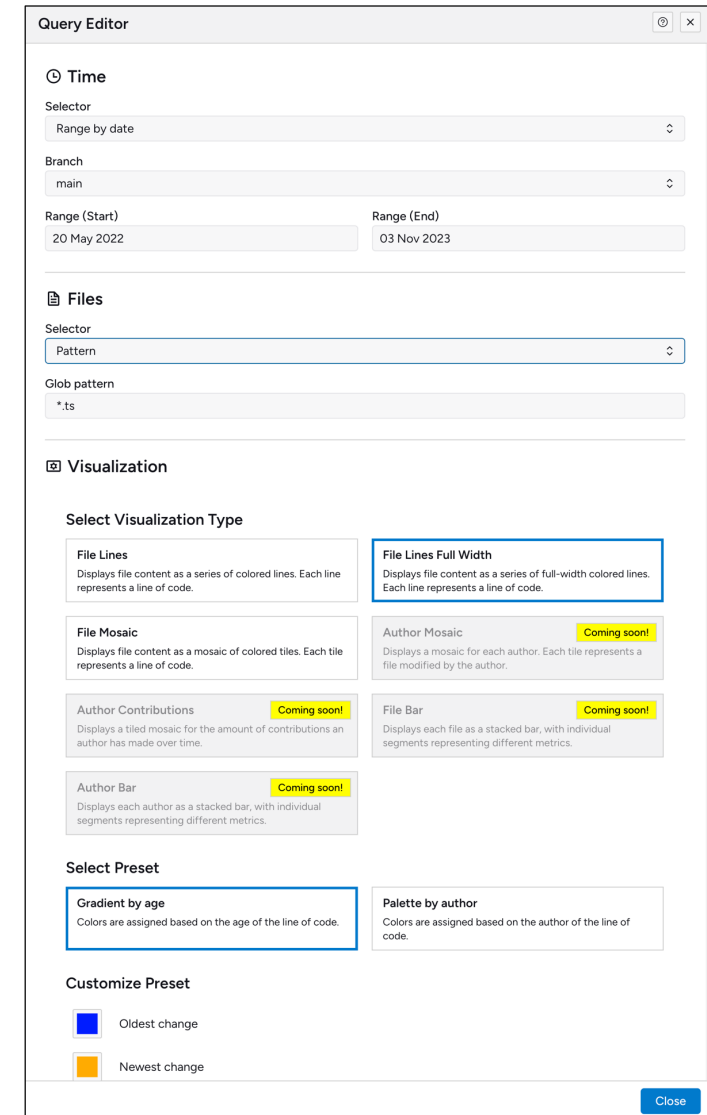 Query Editor
Time
Selector
Range by date
Branch
main
Range (Start)
Range (End)
20 May 2022
03 Nov 2023
Files
Selector
Pattern
Glob pattern
*.ts
Visualization
Select Visualization Type
File Lines
Displays file content as a series of colored lines. Each line
represents a line of code.
File Lines Full Width
Displays file content as a series of full-width colored lines.
Each line represents a line of code.
File Mosaic
Displays file content as a mosaic of colored tiles. Each tile
represents a line of code.
Author Mosaic
Coming soon!
Displays a mosaic for each author. Each tile represents a
file modified by the author.
Author Contributions
Coming soon!
Displays a tiled mosaic for the amount of contributions an
author has made over time.
File Bar
Coming soon!
Displays each file as a stacked bar, with individual
segments representing different metrics.
Author Bar
Coming soon!
Displays each author as a stacked bar, with individual
segments representing different metrics.
Select Preset
Gradient by age
Colors are assigned based on the age of the line of code.
Palette by author
Colors are assigned based on the author of the line of
code.
Customize Preset
Oldest change
Newest change
Close